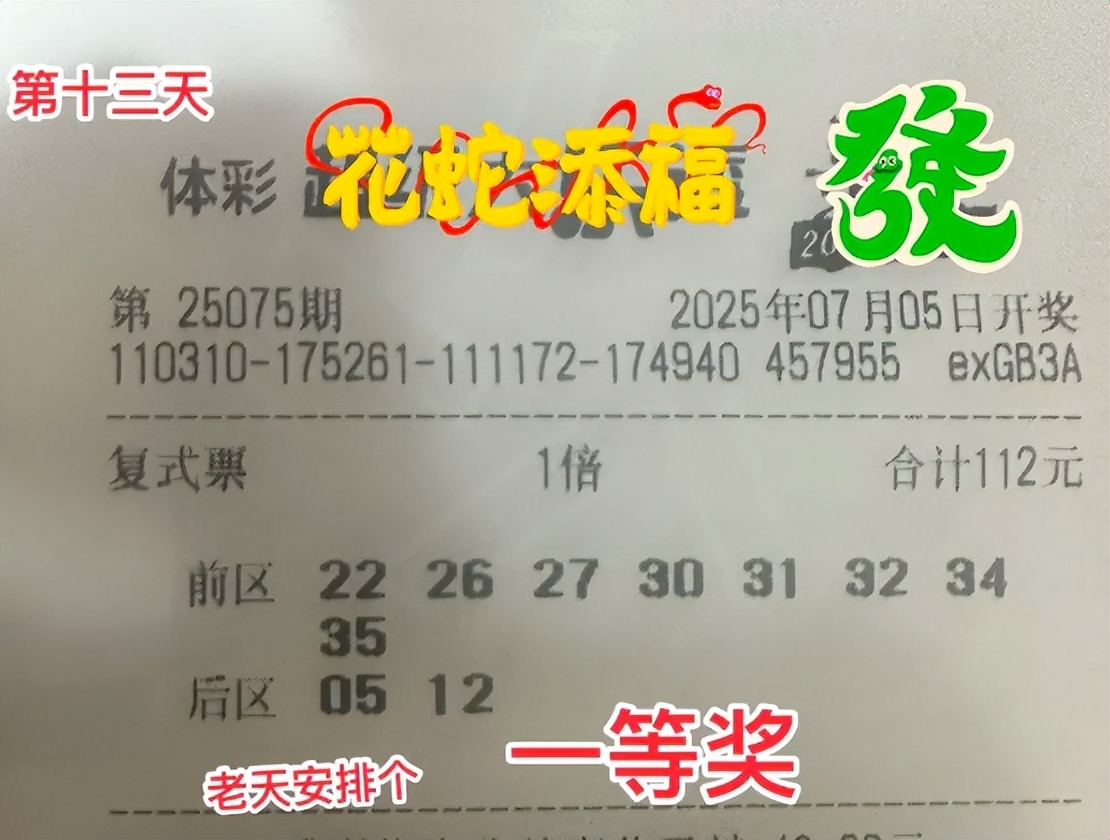 第十三天
花蛇添福
發
体彩
20
第 25075期 2025年07月05日开奖
110310-175261-111172-174940 457955 exGB3A
复式票 1倍 合计112元
前区 22 26 27 30 31 32 34
35
后区 05 12
一等奖
老天安排个